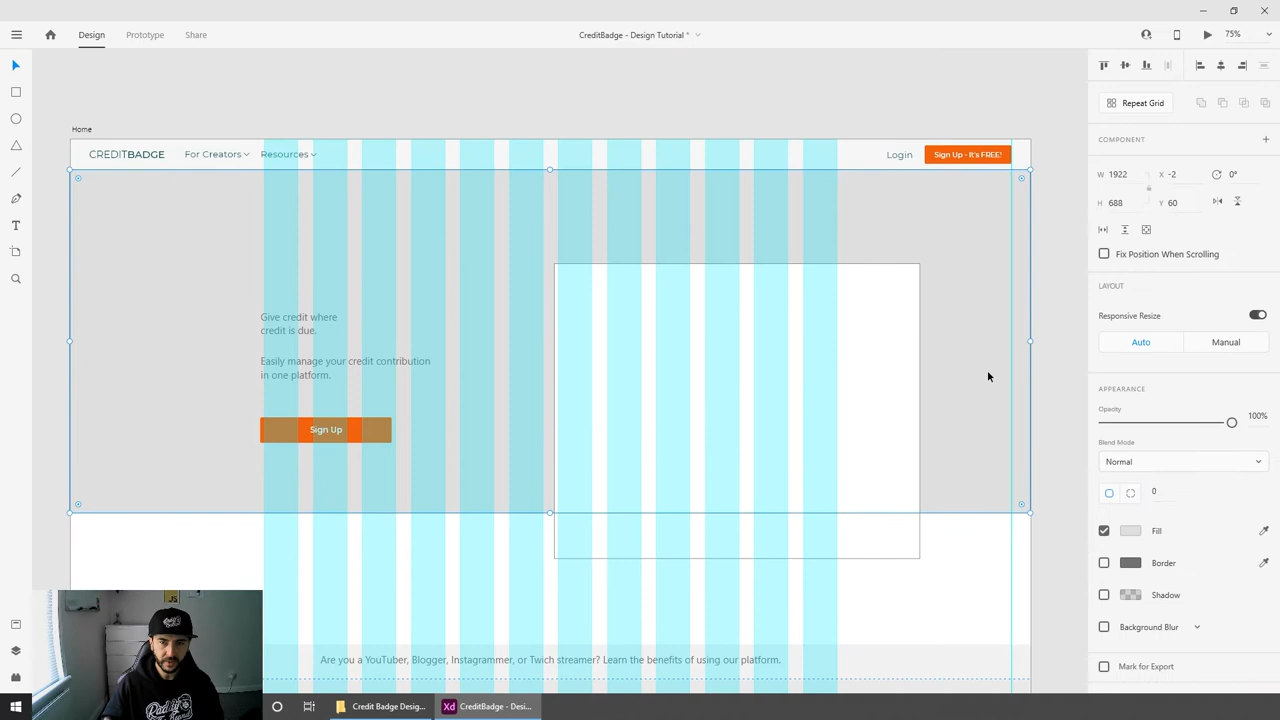 Design
Prototype
Share
CreditBadge - Design Tutorial *
75%
Repeat Grid
COMPONENT
W 1922
X -2
0°
H 688
Y 60
Fix Position When Scrolling
LAYOUT
Responsive Resize
Auto
Manual
APPEARANCE
Opacity
100%
Blend Mode
Normal
0
Fill
Border
Shadow
Background Blur
Mark for Export
Home
CREDITBADGE
For Creators
Resources
Login
Sign Up - It's FREE!
Give credit where
credit is due.
Easily manage your credit contribution
in one platform.
Sign Up
Are you a YouTuber, Blogger, Instagrammer, or Twich streamer? Learn the benefits of using our platform.
JS
Credit Badge Desig...
Xd
CreditBadge - Desi...